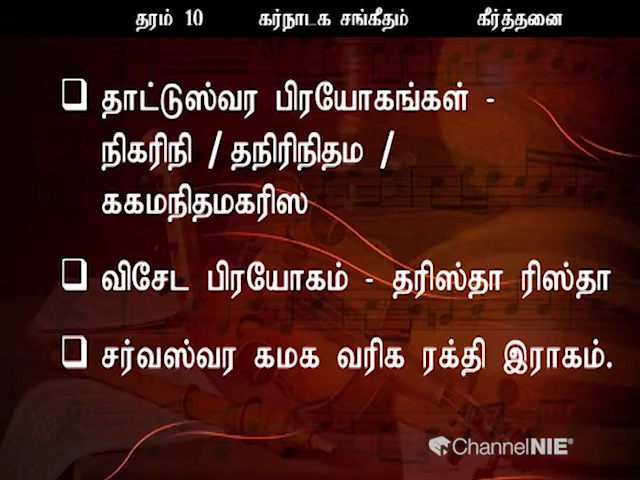 தரம் 10 கர்நாடக சங்கீதம் கீர்த்தனை
தாட்டுஸ்வர பிரயோகங்கள் -
நிகரிநி / தநிரிநிதம /
ககமநிதமகரிஸ
விசேட பிரயோகம் - தரிஸ்தா ரிஸ்தா
சர்வஸ்வர கமக வரிக ரக்தி இராகம்.
ChannelNIE®